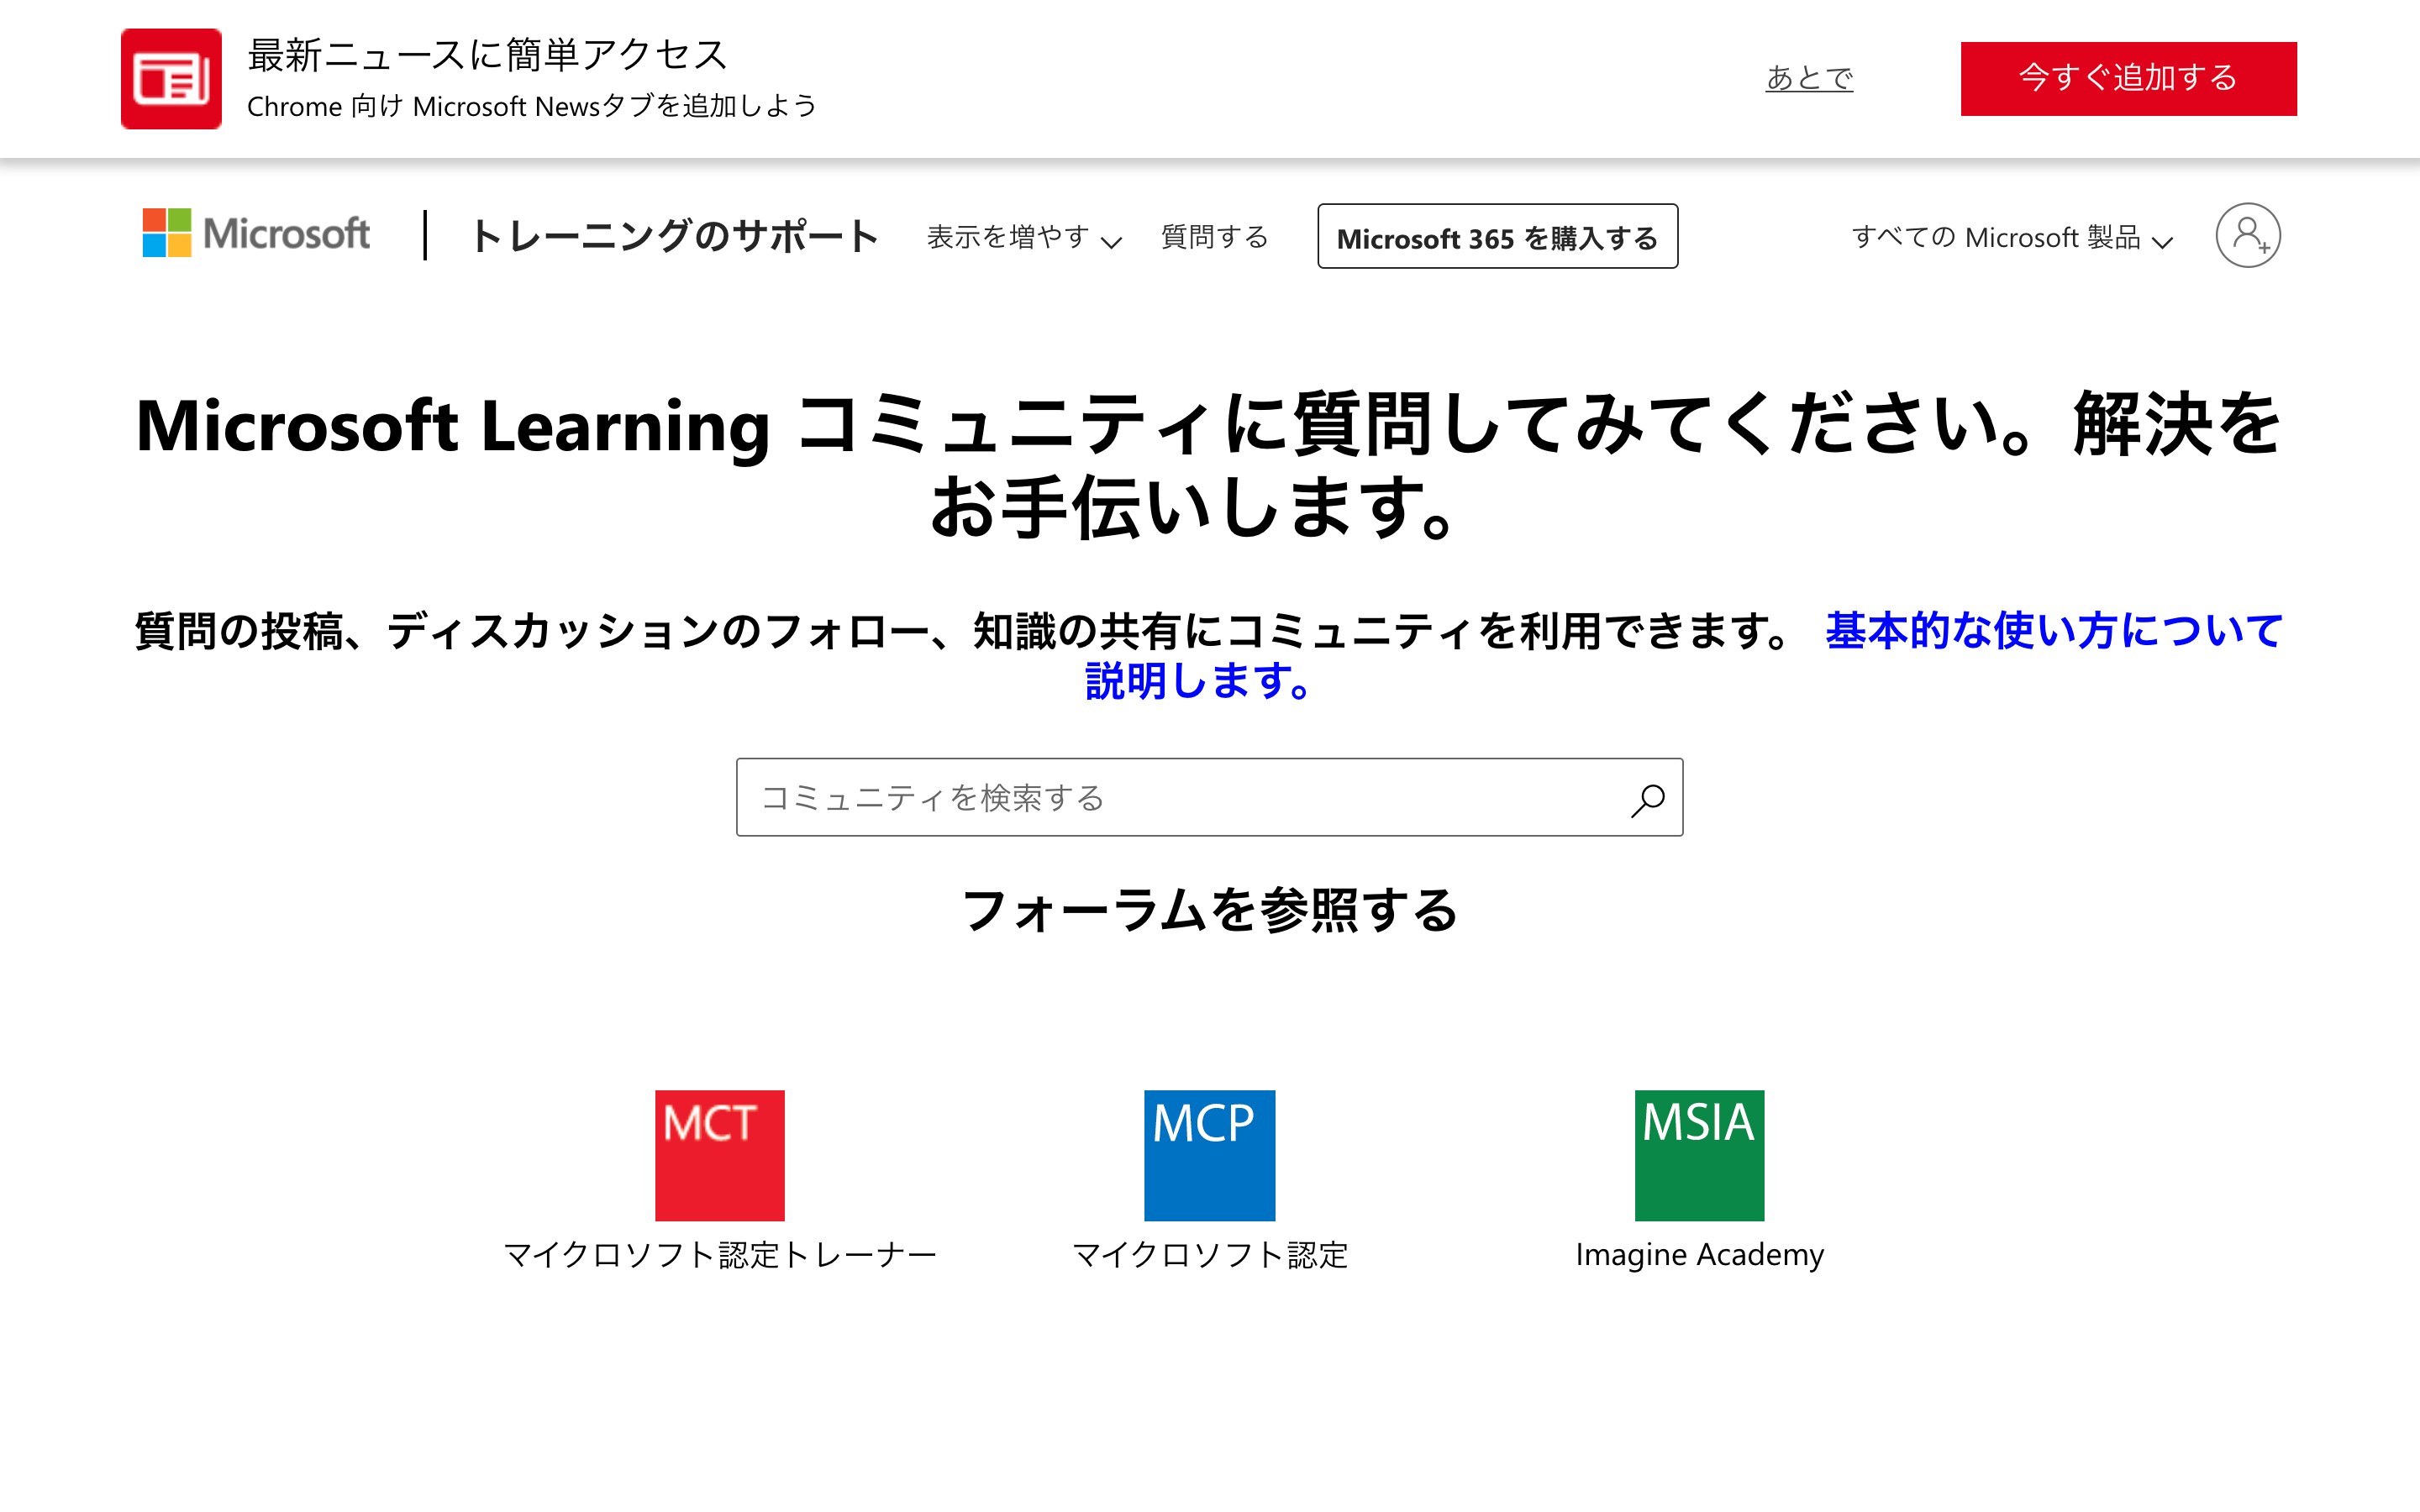 最新ニュースに簡単アクセス
Chrome 向け Microsoft Newsタブを追加しよう
あとで
今すぐ追加する
Microsoft
トレーニングのサポート
表示を増やす
質問する
Microsoft 365 を購入する
すべての Microsoft 製品
Microsoft Learning コミュニティに質問してみてください。解決を
お手伝いします。
質問の投稿、ディスカッションのフォロー、知識の共有にコミュニティを利用できます。 基本的な使い方について
説明します。
コミュニティを検索する
フォーラムを参照する
MCT
MCP
MSIA
マイクロソフト認定トレーナー
マイクロソフト認定
Imagine Academy